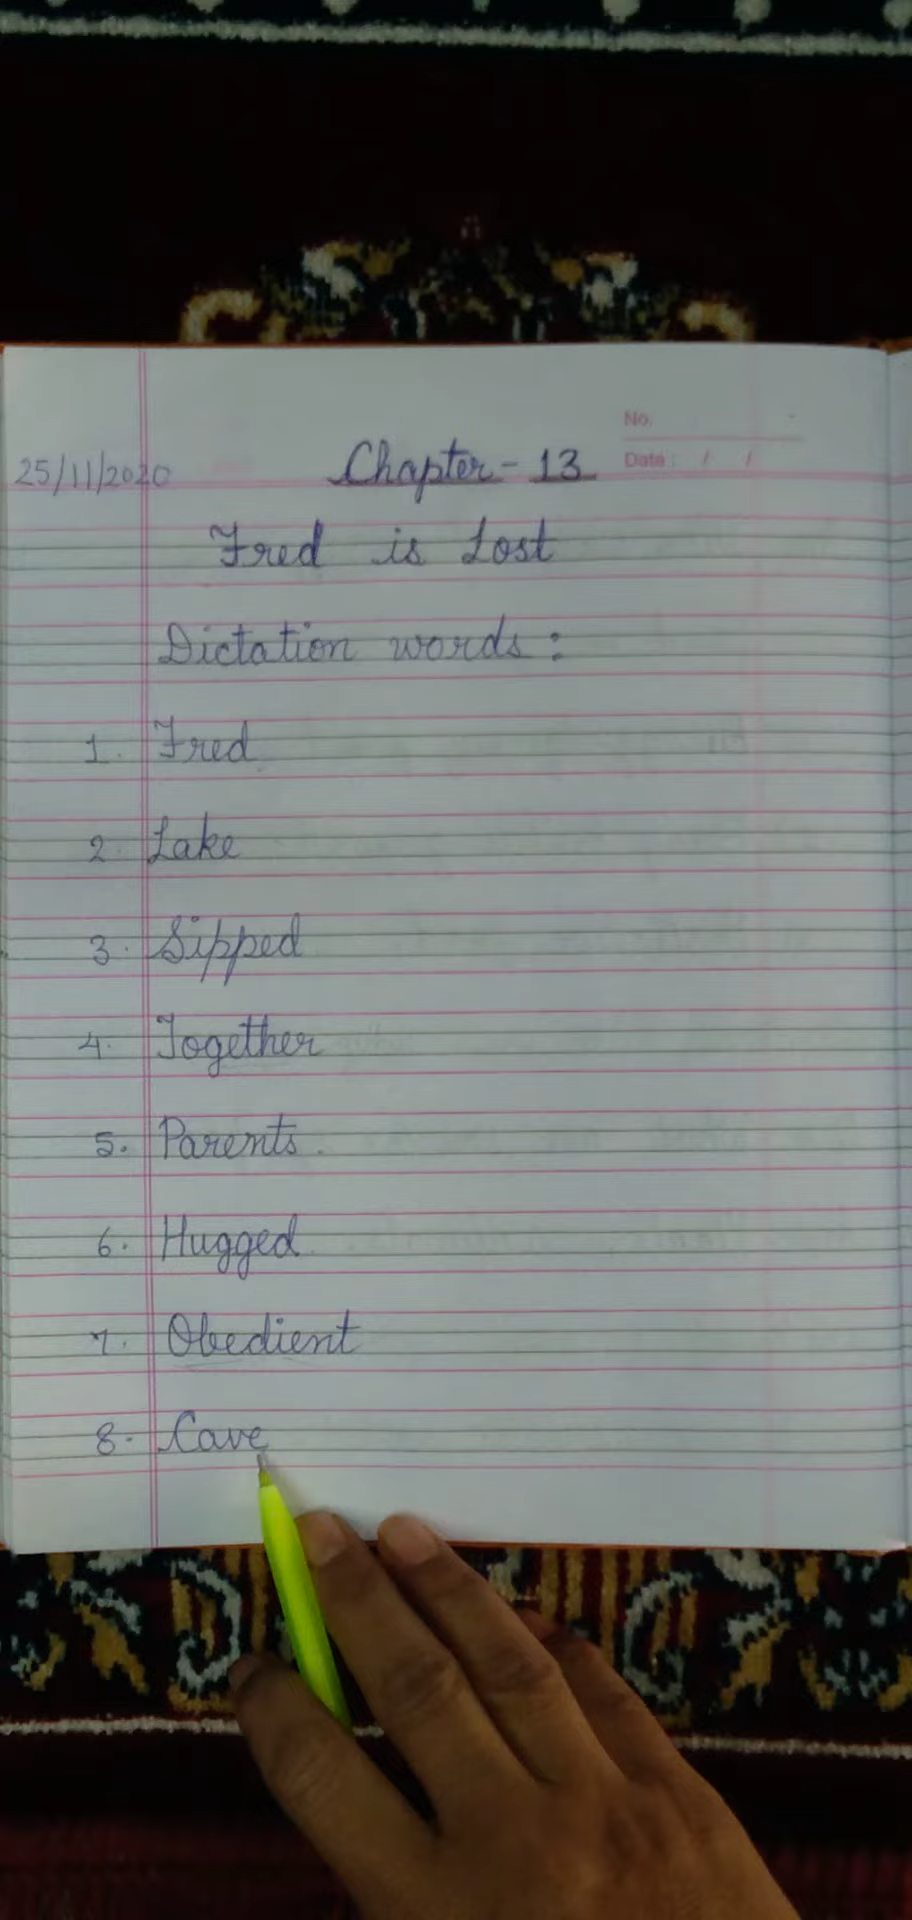 No.
25/11/2020 Chapter - 13 Date: / /
Fred is Lost
Dictation words :
1. Fred
2. Lake
3. Sipped
4. Together
5. Parents.
6. Hugged
7. Obedient
8. Cave